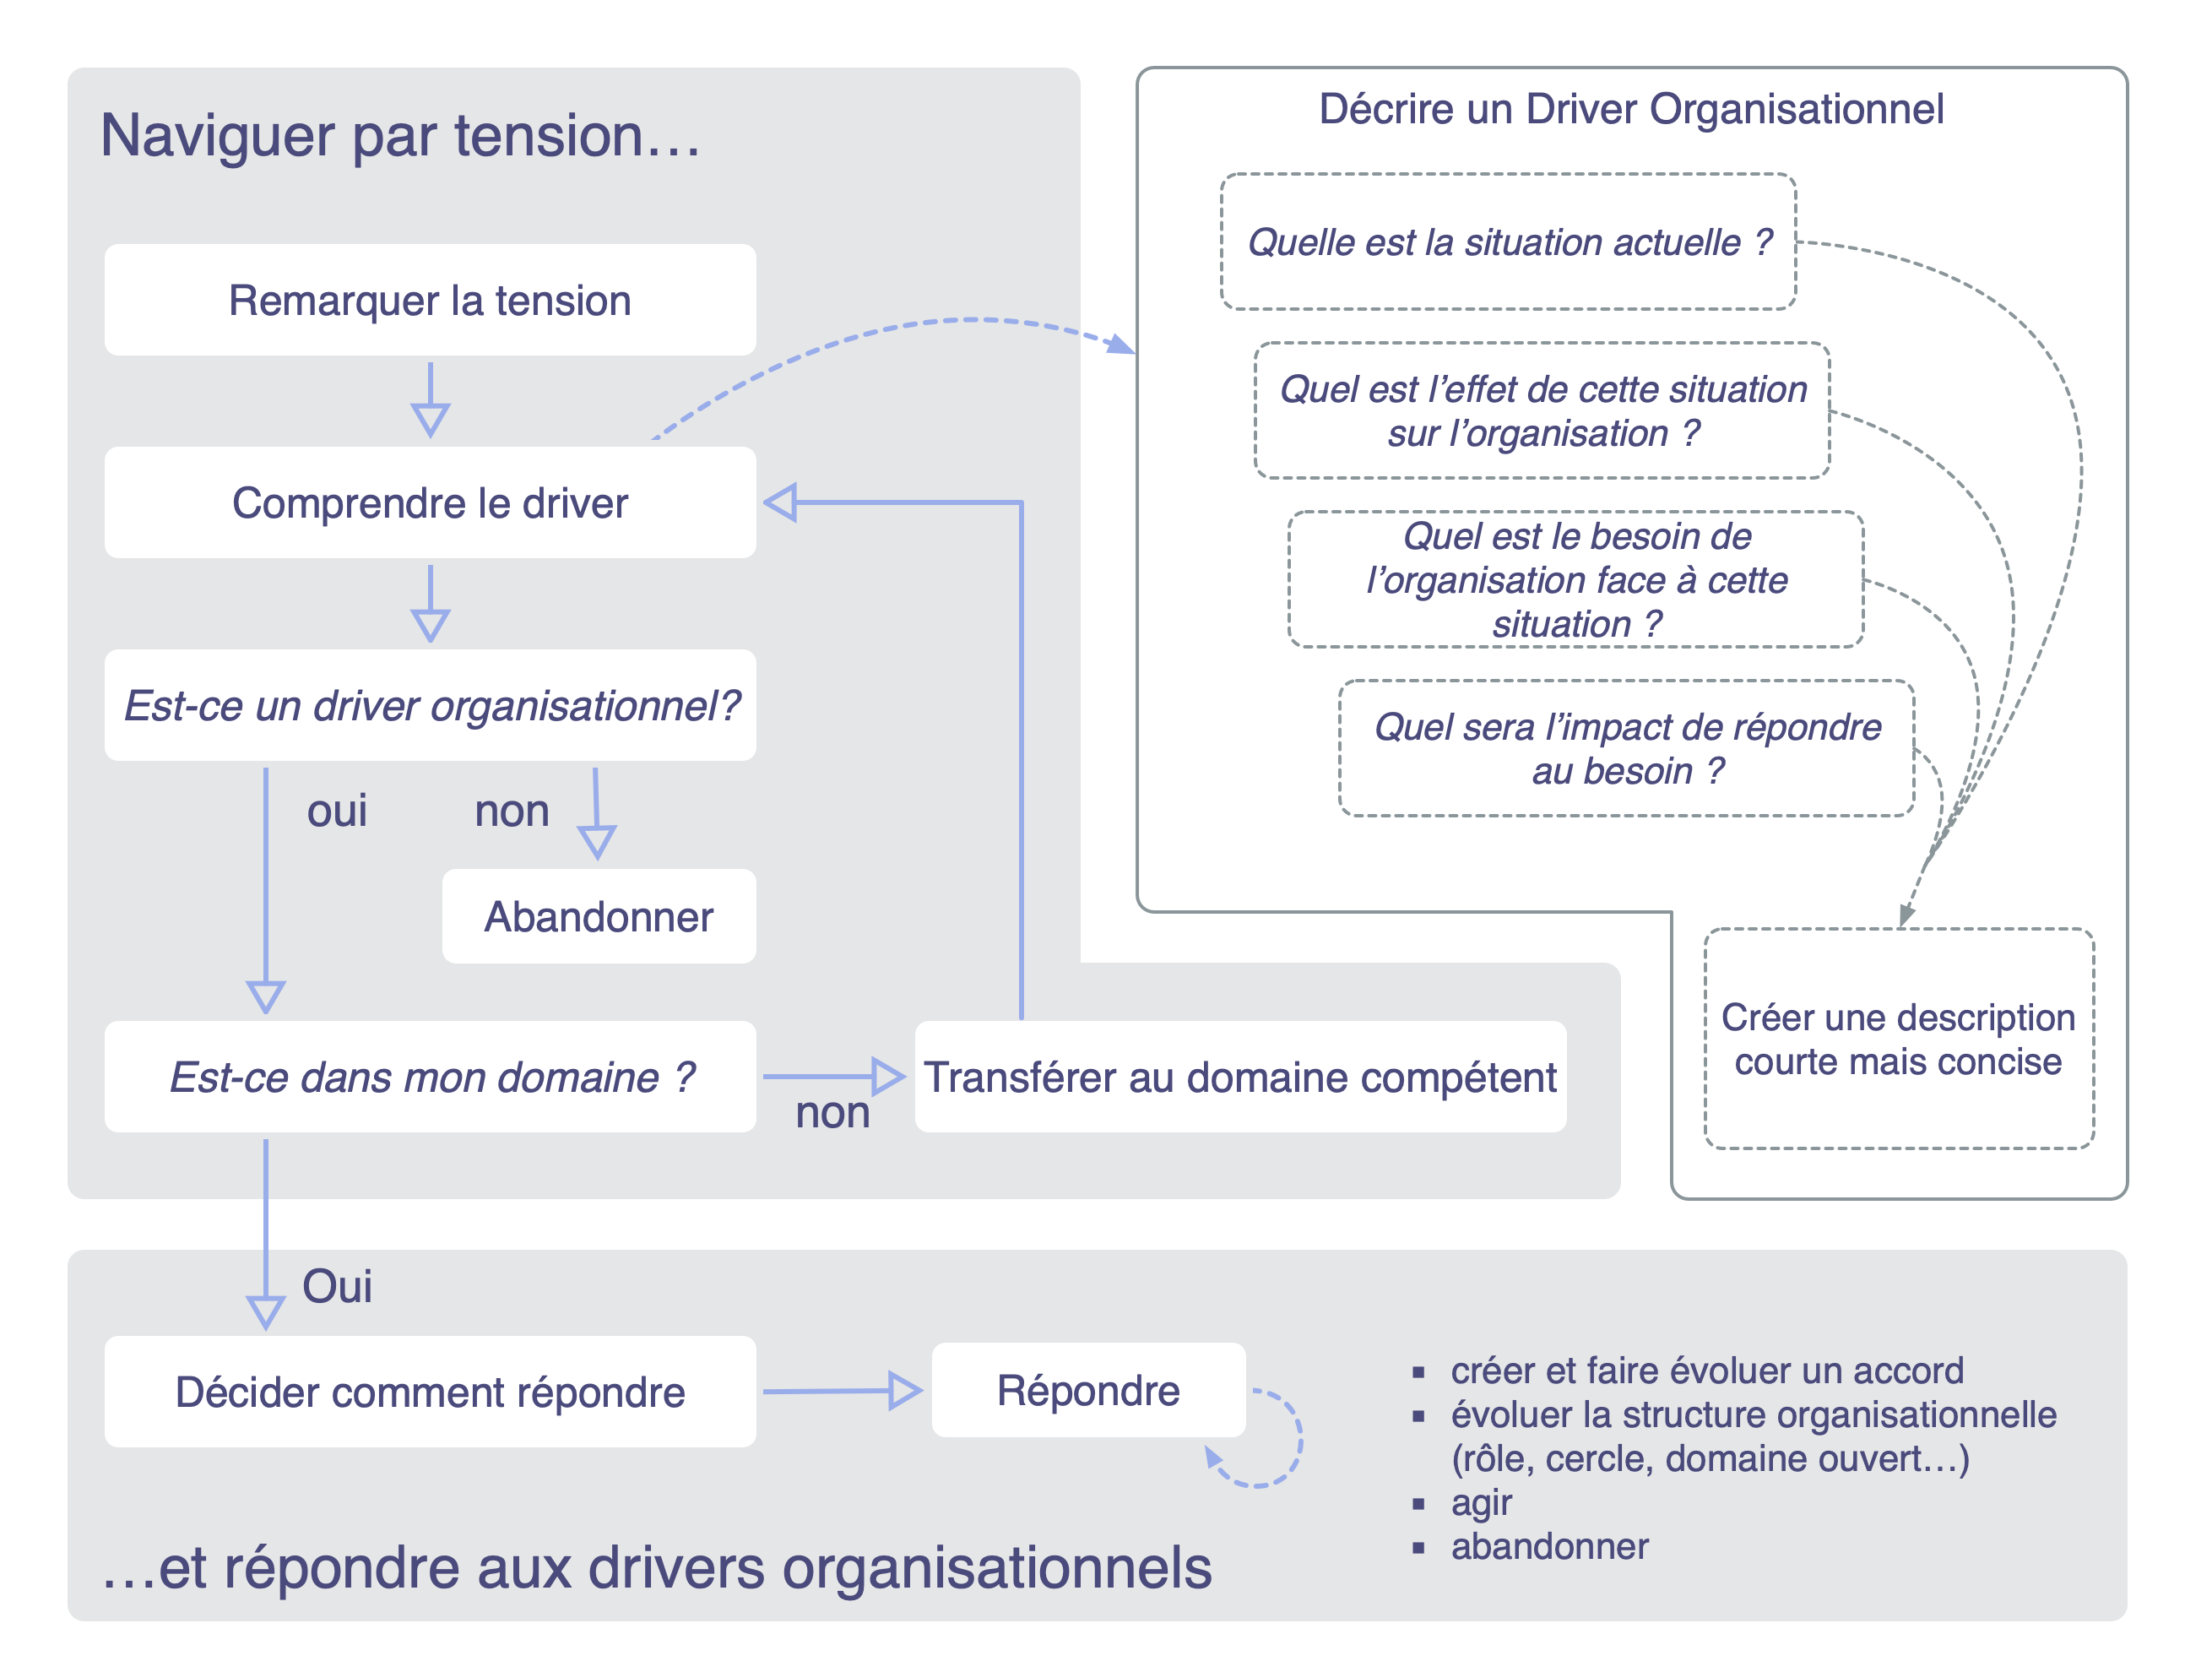 Naviguer par tension…
Remarquer la tension
Comprendre le driver
Est-ce un driver organisationnel?
oui
non
Abandonner
Est-ce dans mon domaine ?
non
Transférer au domaine compétent
Décrire un Driver Organisationnel
Quelle est la situation actuelle ?
Quel est l’effet de cette situation
sur l’organisation ?
Quel est le besoin de
l’organisation face à cette
situation ?
Quel sera l’impact de répondre
au besoin ?
Créer une description
courte mais concise
Oui
Décider comment répondre
Répondre
▪ créer et faire évoluer un accord
▪ évoluer la structure organisationnelle
(rôle, cercle, domaine ouvert…)
▪ agir
▪ abandonner
…et répondre aux drivers organisationnels